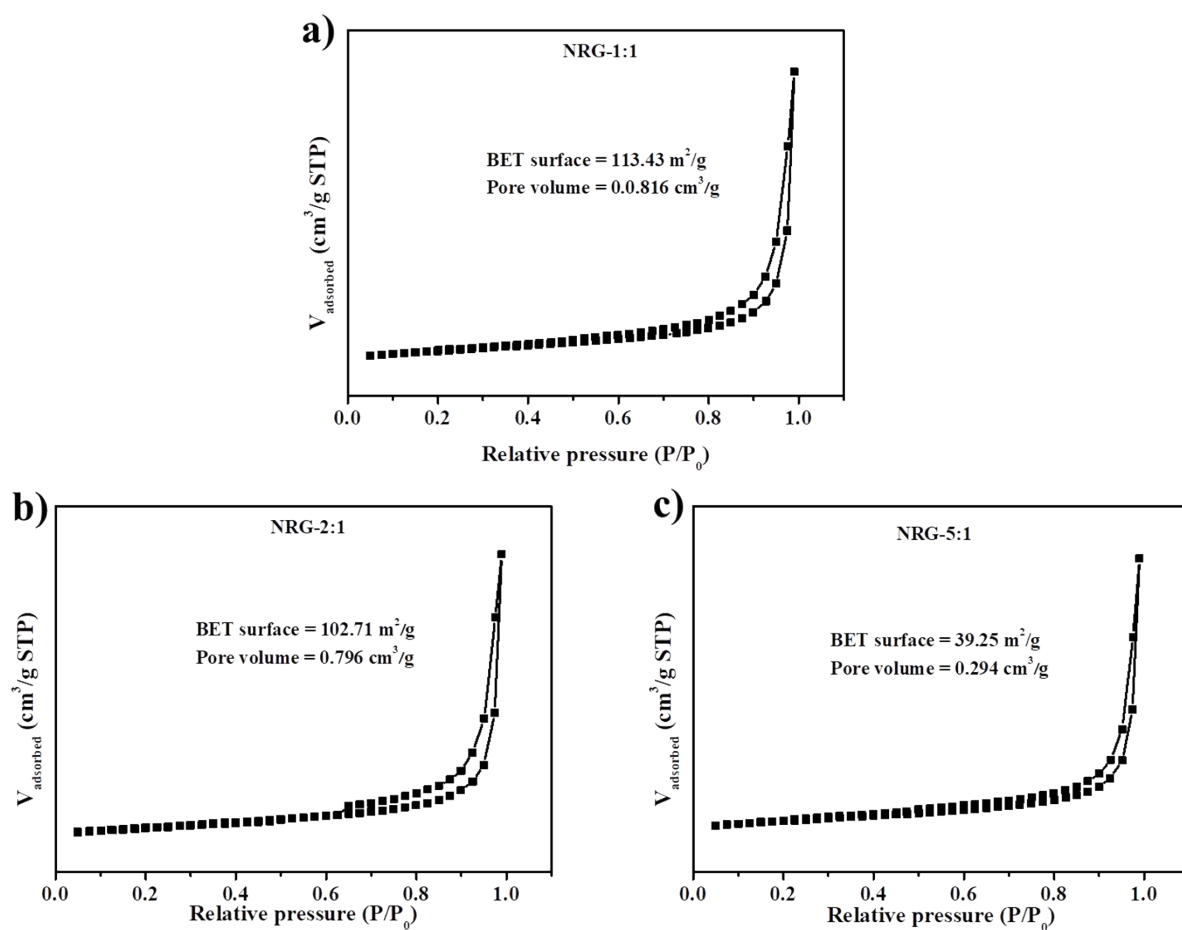 a)
NRG-1:1
BET surface = 113.43 m²/g
Pore volume = 0.0.816 cm³/g
V_adsorbed (cm³/g STP)
0.0 0.2 0.4 0.6 0.8 1.0
Relative pressure (P/P₀)
b)
NRG-2:1
BET surface = 102.71 m²/g
Pore volume = 0.796 cm³/g
V_adsorbed (cm³/g STP)
0.0 0.2 0.4 0.6 0.8 1.0
Relative pressure (P/P₀)
c)
NRG-5:1
BET surface = 39.25 m²/g
Pore volume = 0.294 cm³/g
V_adsorbed (cm³/g STP)
0.0 0.2 0.4 0.6 0.8 1.0
Relative pressure (P/P₀)